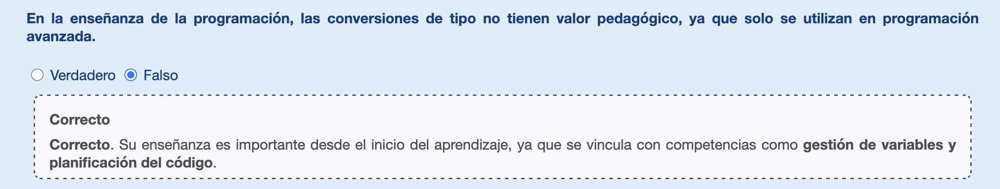 En la enseñanza de la programación, las conversiones de tipo no tienen valor pedagógico, ya que solo se utilizan en programación
avanzada.
Verdadero Falso
Correcto
Correcto. Su enseñanza es importante desde el inicio del aprendizaje, ya que se vincula con competencias como gestión de variables y
planificación del código.